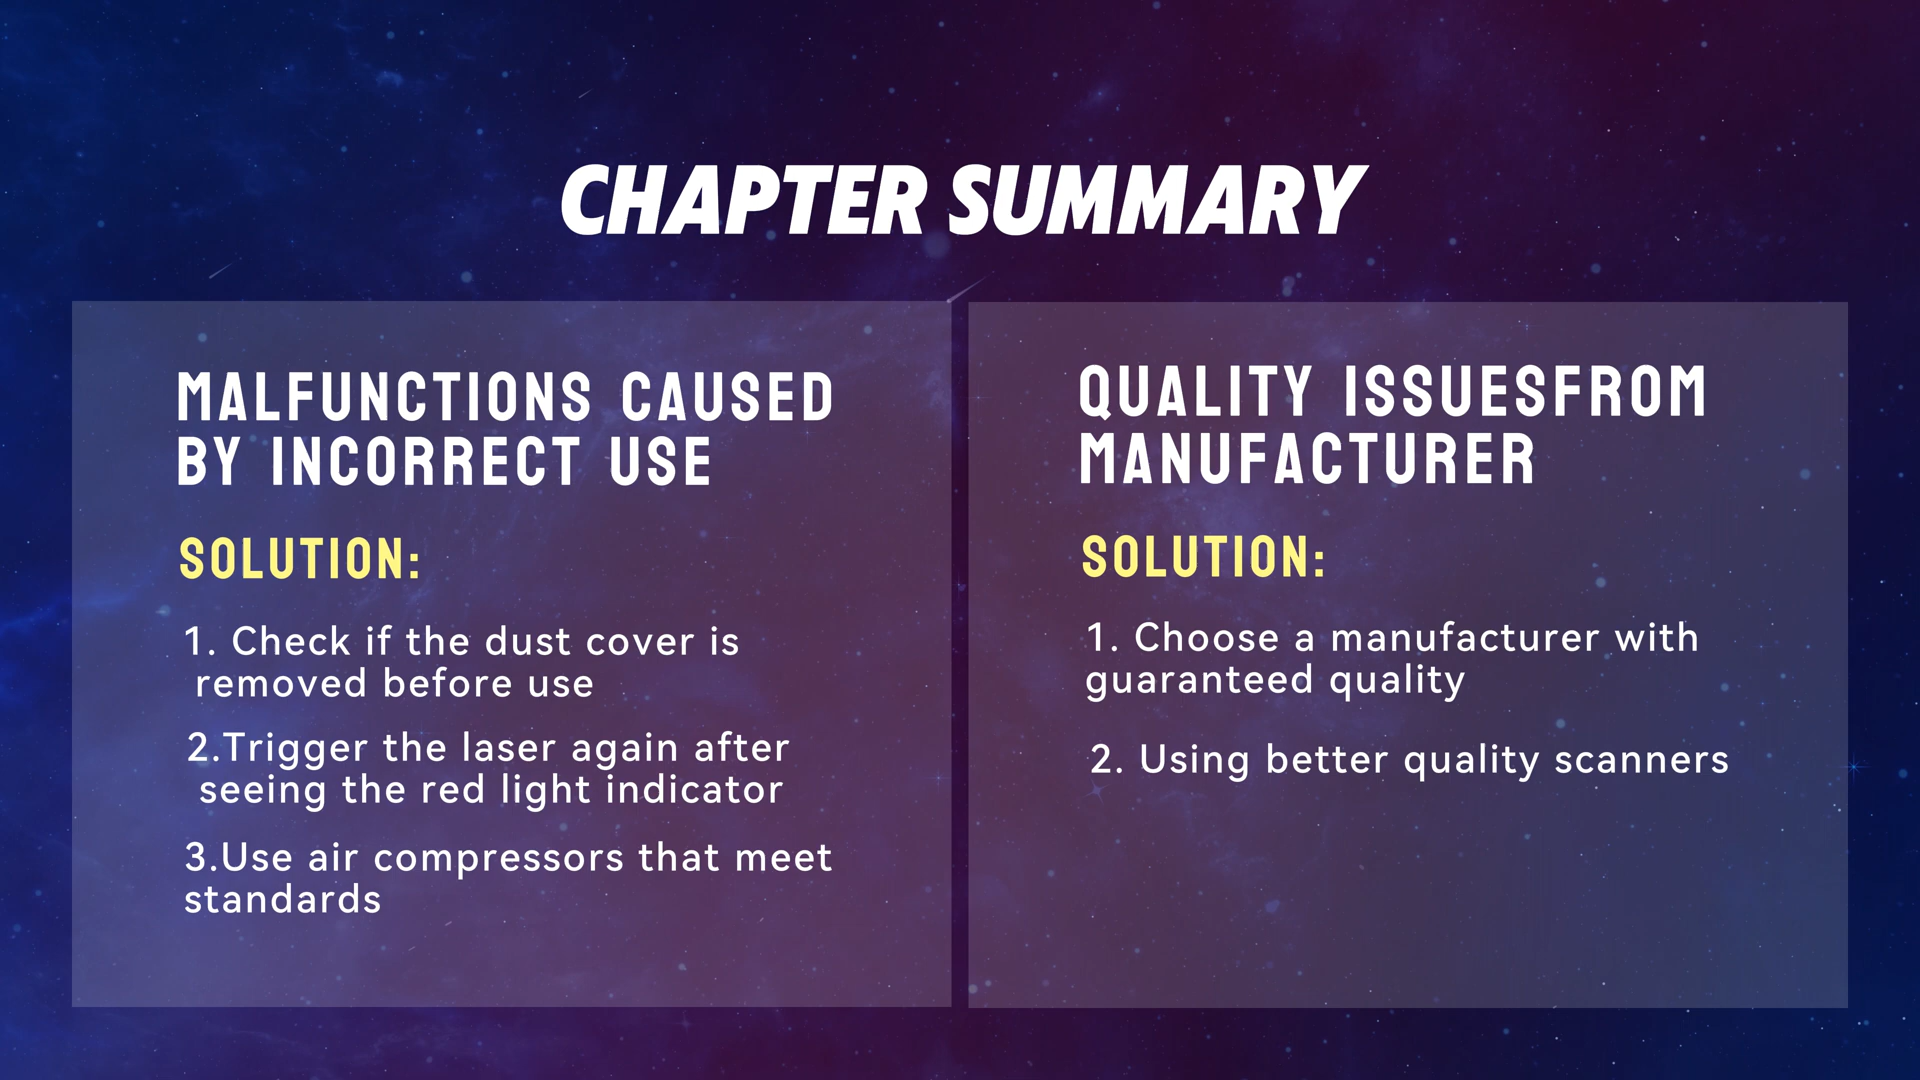 CHAPTER SUMMARY
MALFUNCTIONS CAUSED
BY INCORRECT USE
SOLUTION:
1. Check if the dust cover is
removed before use
2.Trigger the laser again after
seeing the red light indicator
3.Use air compressors that meet
standards
QUALITY ISSUESFROM
MANUFACTURER
SOLUTION:
1. Choose a manufacturer with
guaranteed quality
2. Using better quality scanners